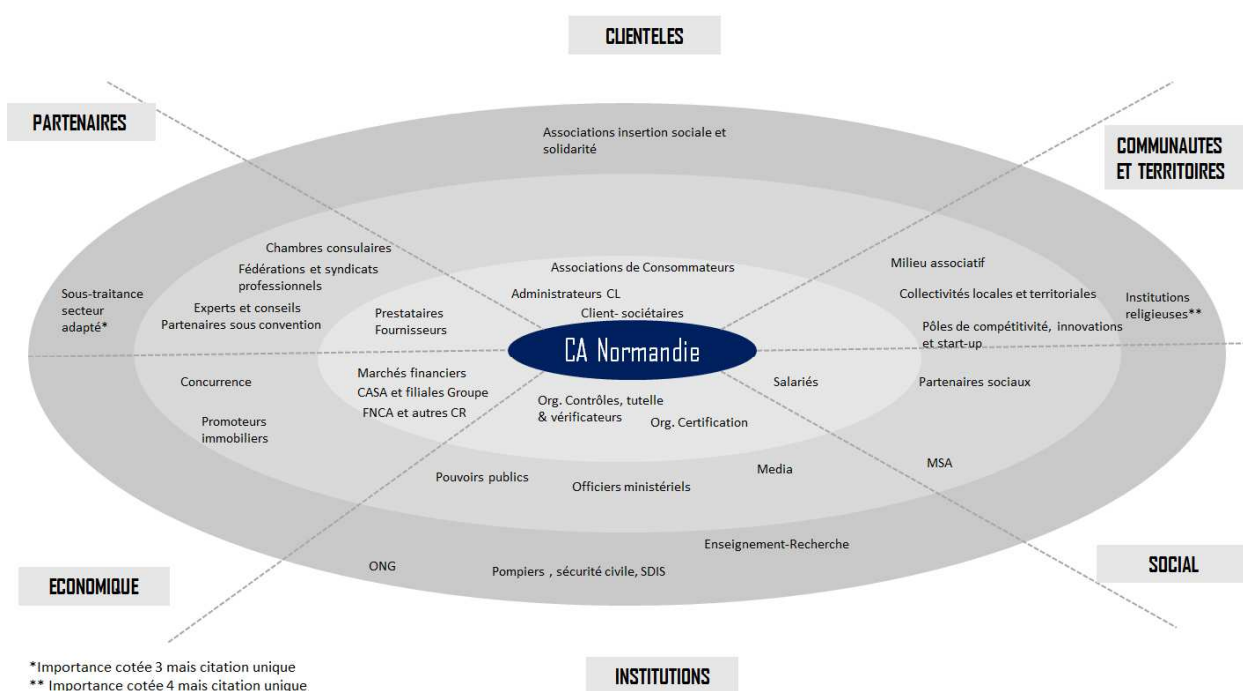 CLIENTELES
PARTENAIRES
COMMUNAUTES
ET TERRITOIRES
Associations insertion sociale et
solidarité
Chambres consulaires
Fédérations et syndicats
professionnels
Experts et conseils
Partenaires sous convention
Sous-traitance
secteur
adapté*
Prestataires
Fournisseurs
Associations de Consommateurs
Administrateurs CL
Client- sociétaires
Milieu associatif
Collectivités locales et territoriales
Pôles de compétitivité, innovations
et start-up
Institutions
religieuses**
CA Normandie
Concurrence
Promoteurs
immobiliers
Marchés financiers
CASA et filiales Groupe
FNCA et autres CR
Org. Contrôles, tutelle
& vérificateurs
Org. Certification
Salariés
Partenaires sociaux
MSA
Pouvoirs publics
Officiers ministériels
Media
Enseignement-Recherche
ONG
Pompiers , sécurité civile, SDIS
ECONOMIQUE
SOCIAL
INSTITUTIONS
*Importance cotée 3 mais citation unique
** Importance cotée 4 mais citation unique